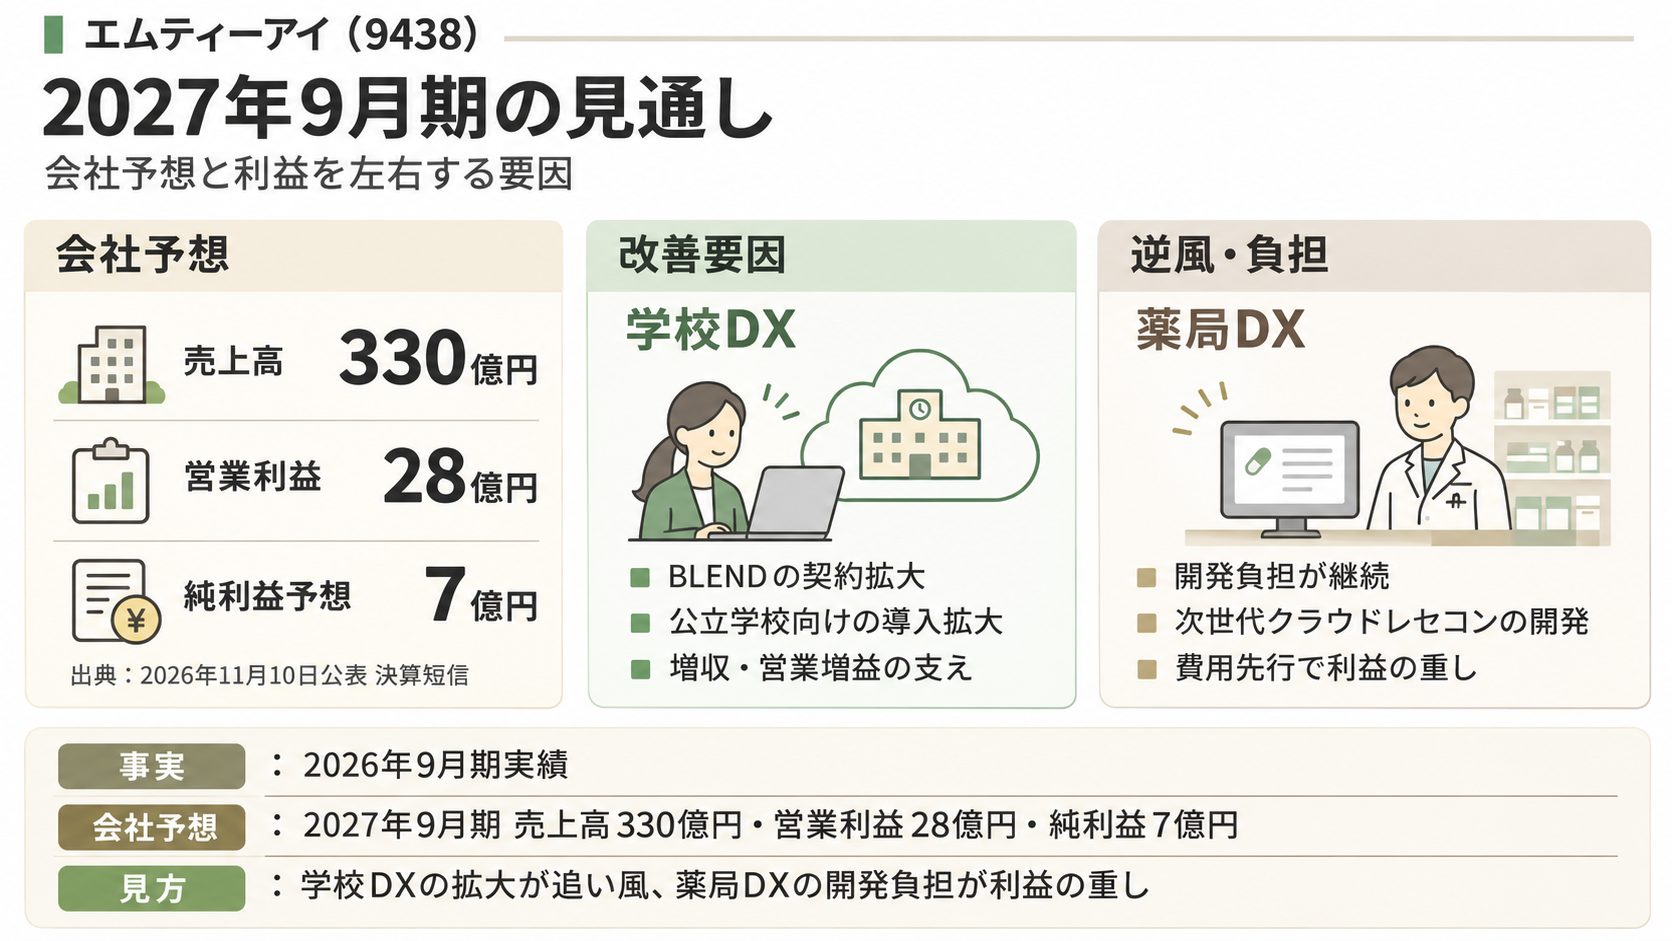 エムティーアイ（9438）
2027年9月期の見通し
会社予想と利益を左右する要因
会社予想
売上高 330億円
営業利益 28億円
純利益予想 7億円
¥
出典：2026年11月10日公表 決算短信
改善要因
学校DX
BLENDの契約拡大
公立学校向けの導入拡大
増収・営業増益の支え
逆風・負担
薬局DX
開発負担が継続
次世代クラウドレセコンの開発
費用先行で利益の重し
事実：2026年9月期実績
会社予想：2027年9月期 売上高330億円・営業利益28億円・純利益7億円
見方：学校DXの拡大が追い風、薬局DXの開発負担が利益の重し